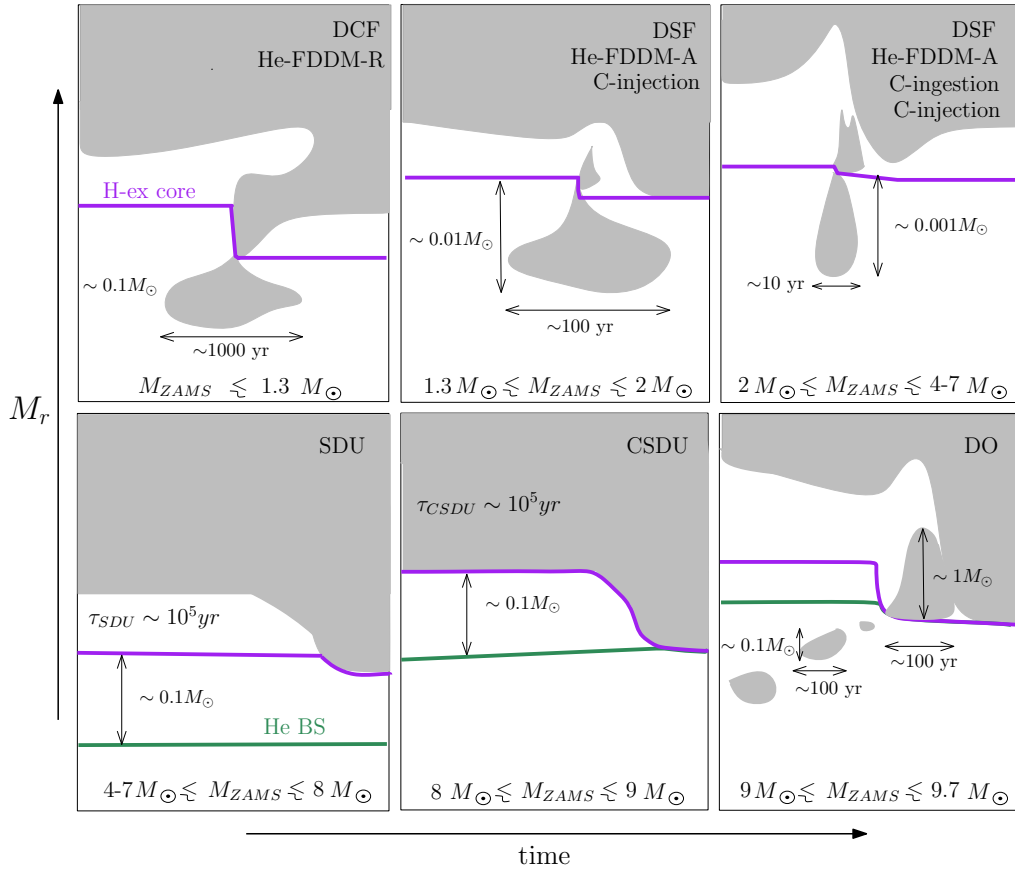 DCF
He-FDDM-R
H-ex core
∼ 0.1M⊙
∼1000 yr
M_ZAMS ≲ 1.3 M⊙
DSF
He-FDDM-A
C-injection
∼ 0.01M⊙
∼100 yr
1.3 M⊙ ≲ M_ZAMS ≲ 2 M⊙
DSF
He-FDDM-A
C-ingestion
C-injection
∼ 0.001M⊙
∼10 yr
2 M⊙ ≲ M_ZAMS ≲ 4-7 M⊙
M_r
SDU
τ_SDU ∼ 10^5 yr
∼ 0.1M⊙
He BS
4-7 M⊙ ≲ M_ZAMS ≲ 8 M⊙
CSDU
τ_CSDU ∼ 10^5 yr
∼ 0.1M⊙
8 M⊙ ≲ M_ZAMS ≲ 9 M⊙
DO
∼ 1M⊙
∼ 0.1M⊙
∼100 yr
∼100 yr
9 M⊙ ≲ M_ZAMS ≲ 9.7 M⊙
time